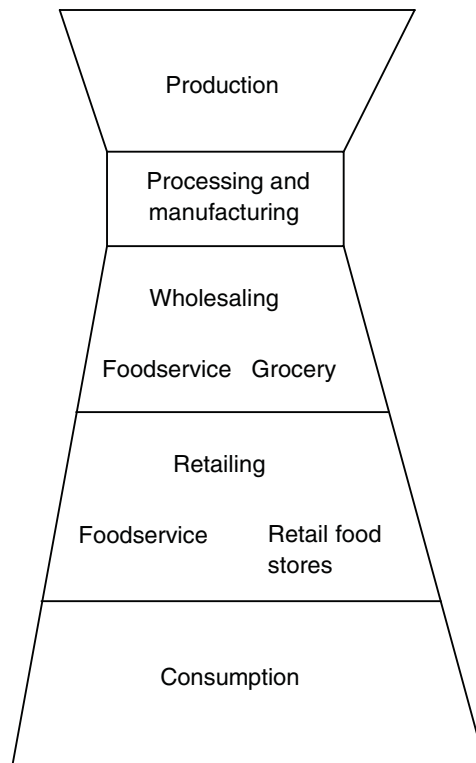 Production
Processing and
manufacturing
Wholesaling
Foodservice Grocery
Retailing
Foodservice Retail food
stores
Consumption